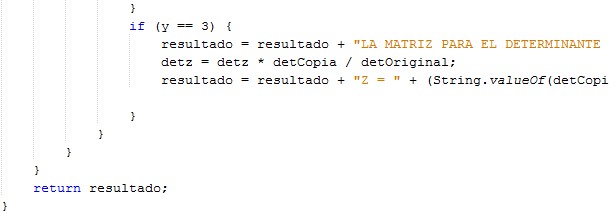 }
if (y == 3) {
resultado = resultado + "LA MATRIZ PARA EL DETERMINANTE
detz = detz * detCopia / detOriginal;
resultado = resultado + "Z = " + (String.valueOf(detCopi
}
}
}
}
return resultado;
}